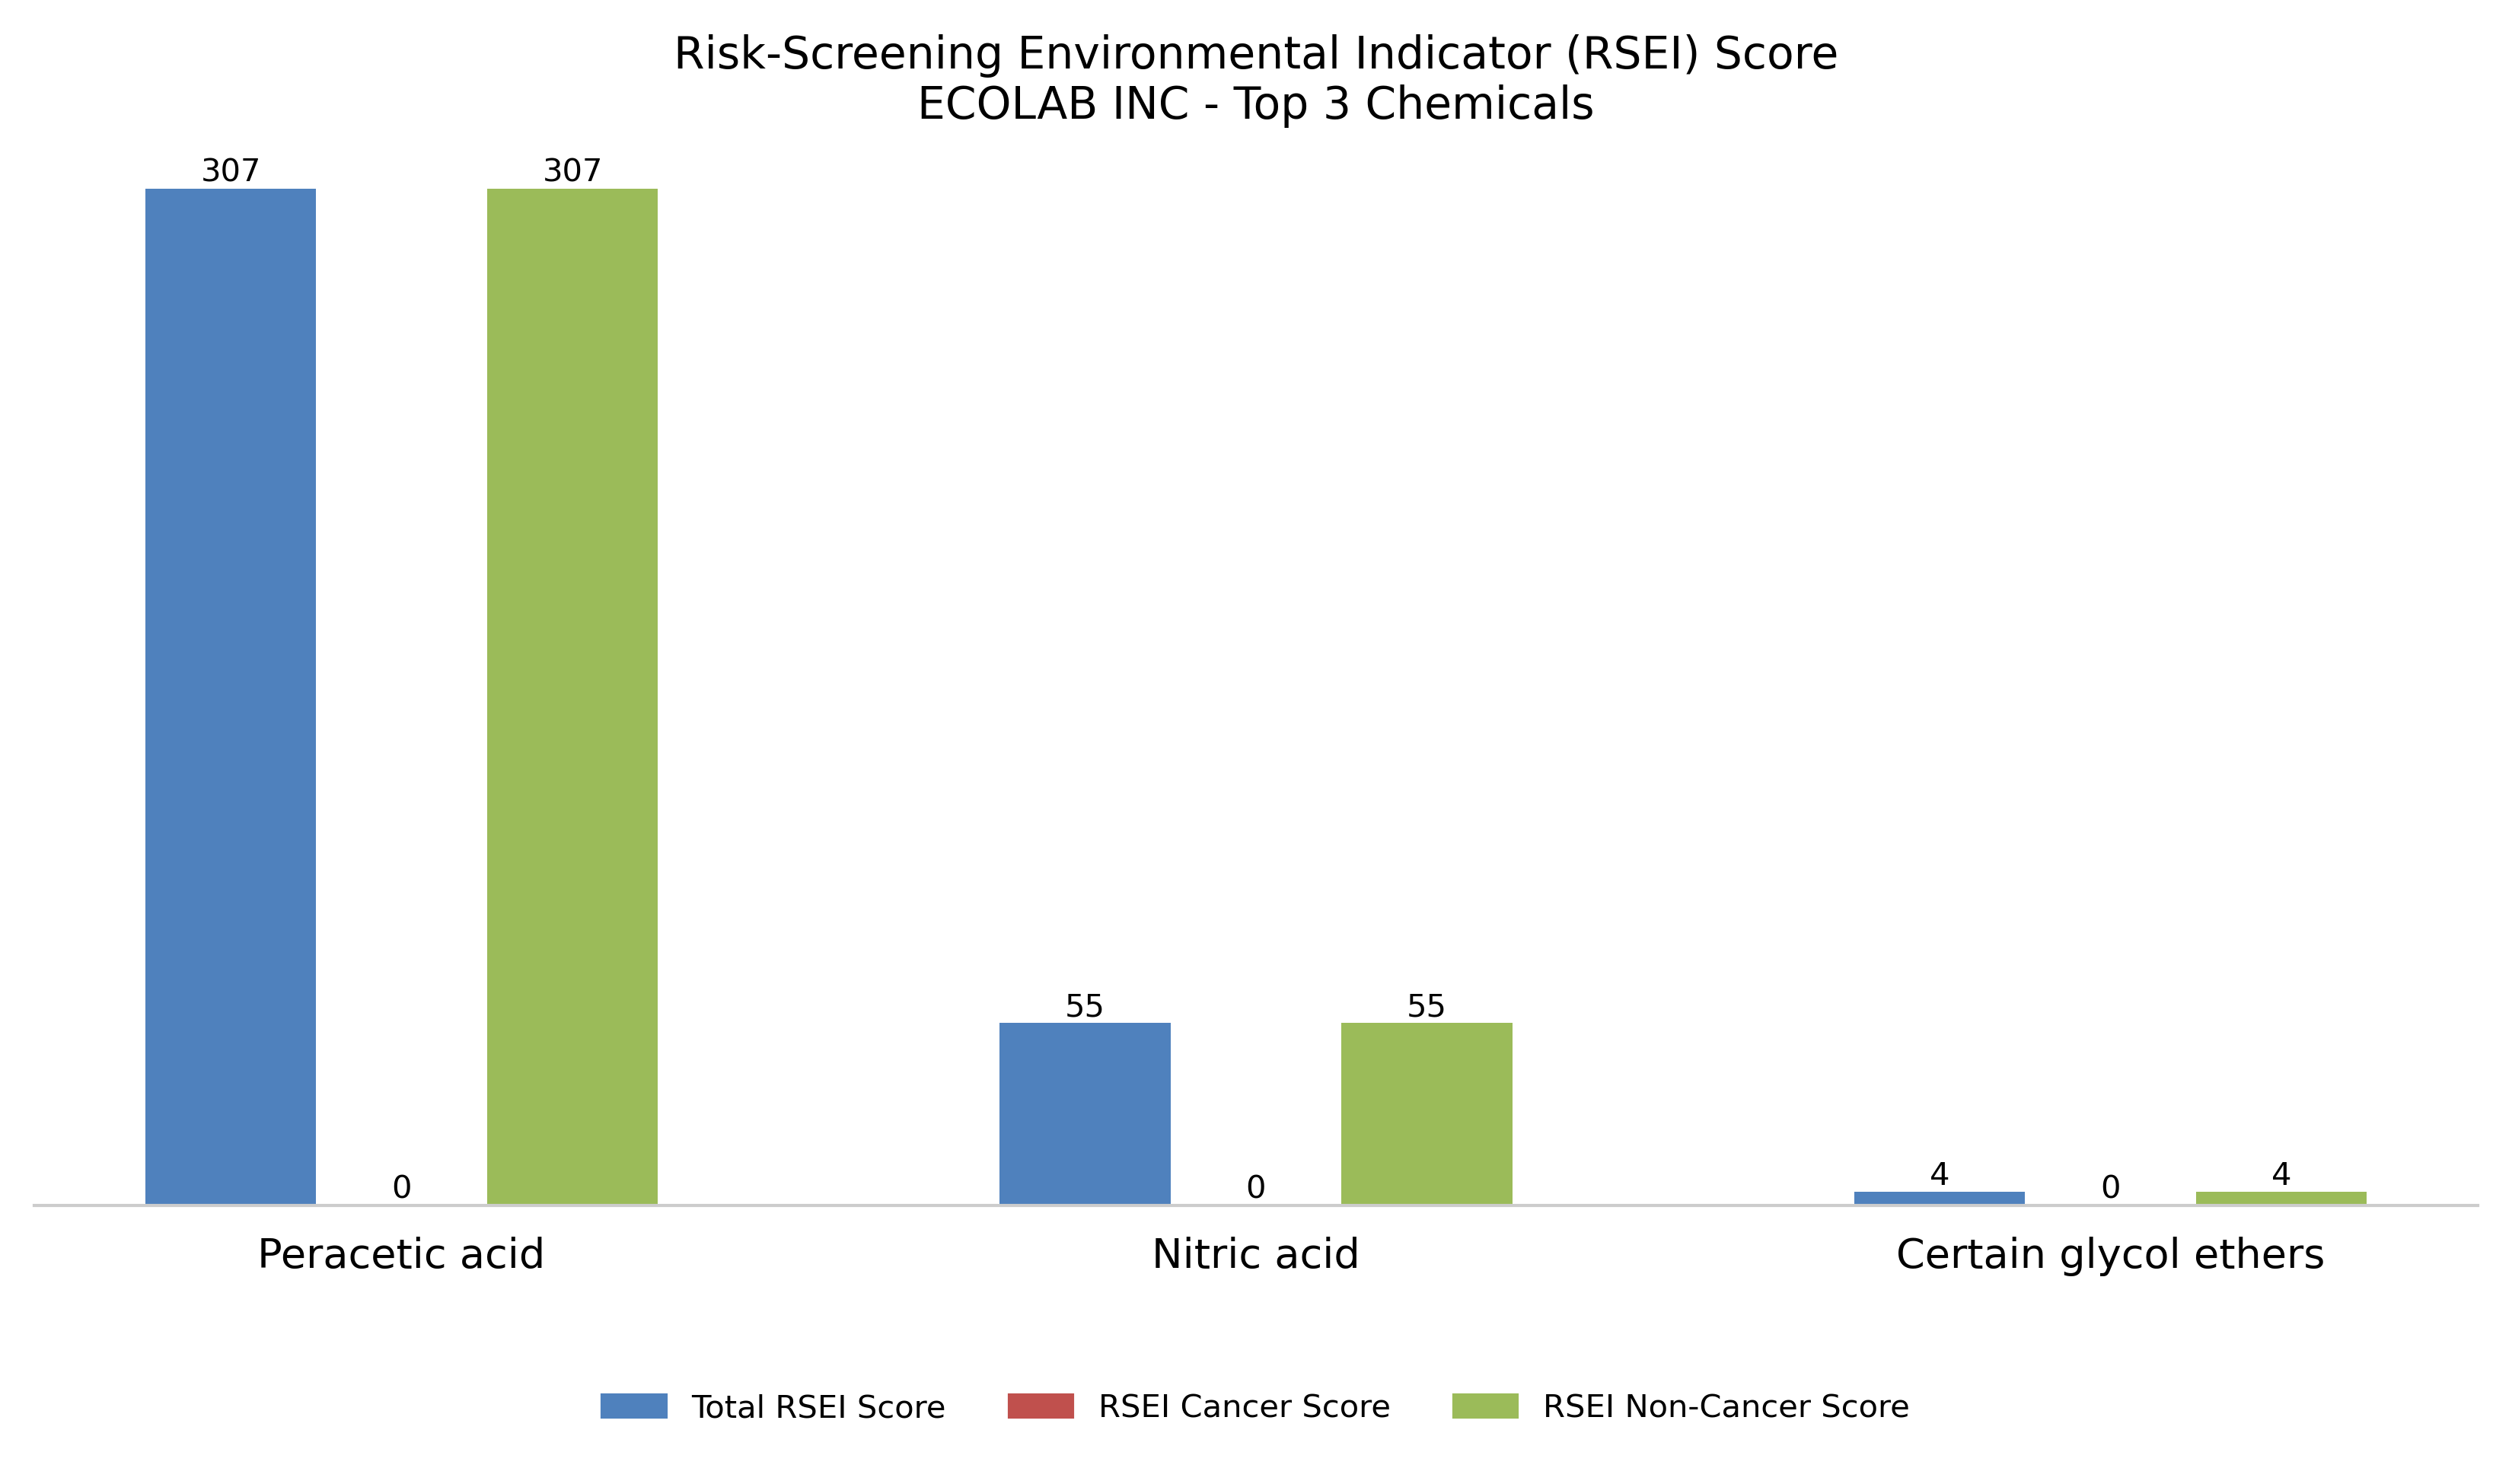 Risk-Screening Environmental Indicator (RSEI) Score
ECOLAB INC - Top 3 Chemicals
307
307
0
55
55
0
4
0
4
Peracetic acid
Nitric acid
Certain glycol ethers
Total RSEI Score
RSEI Cancer Score
RSEI Non-Cancer Score